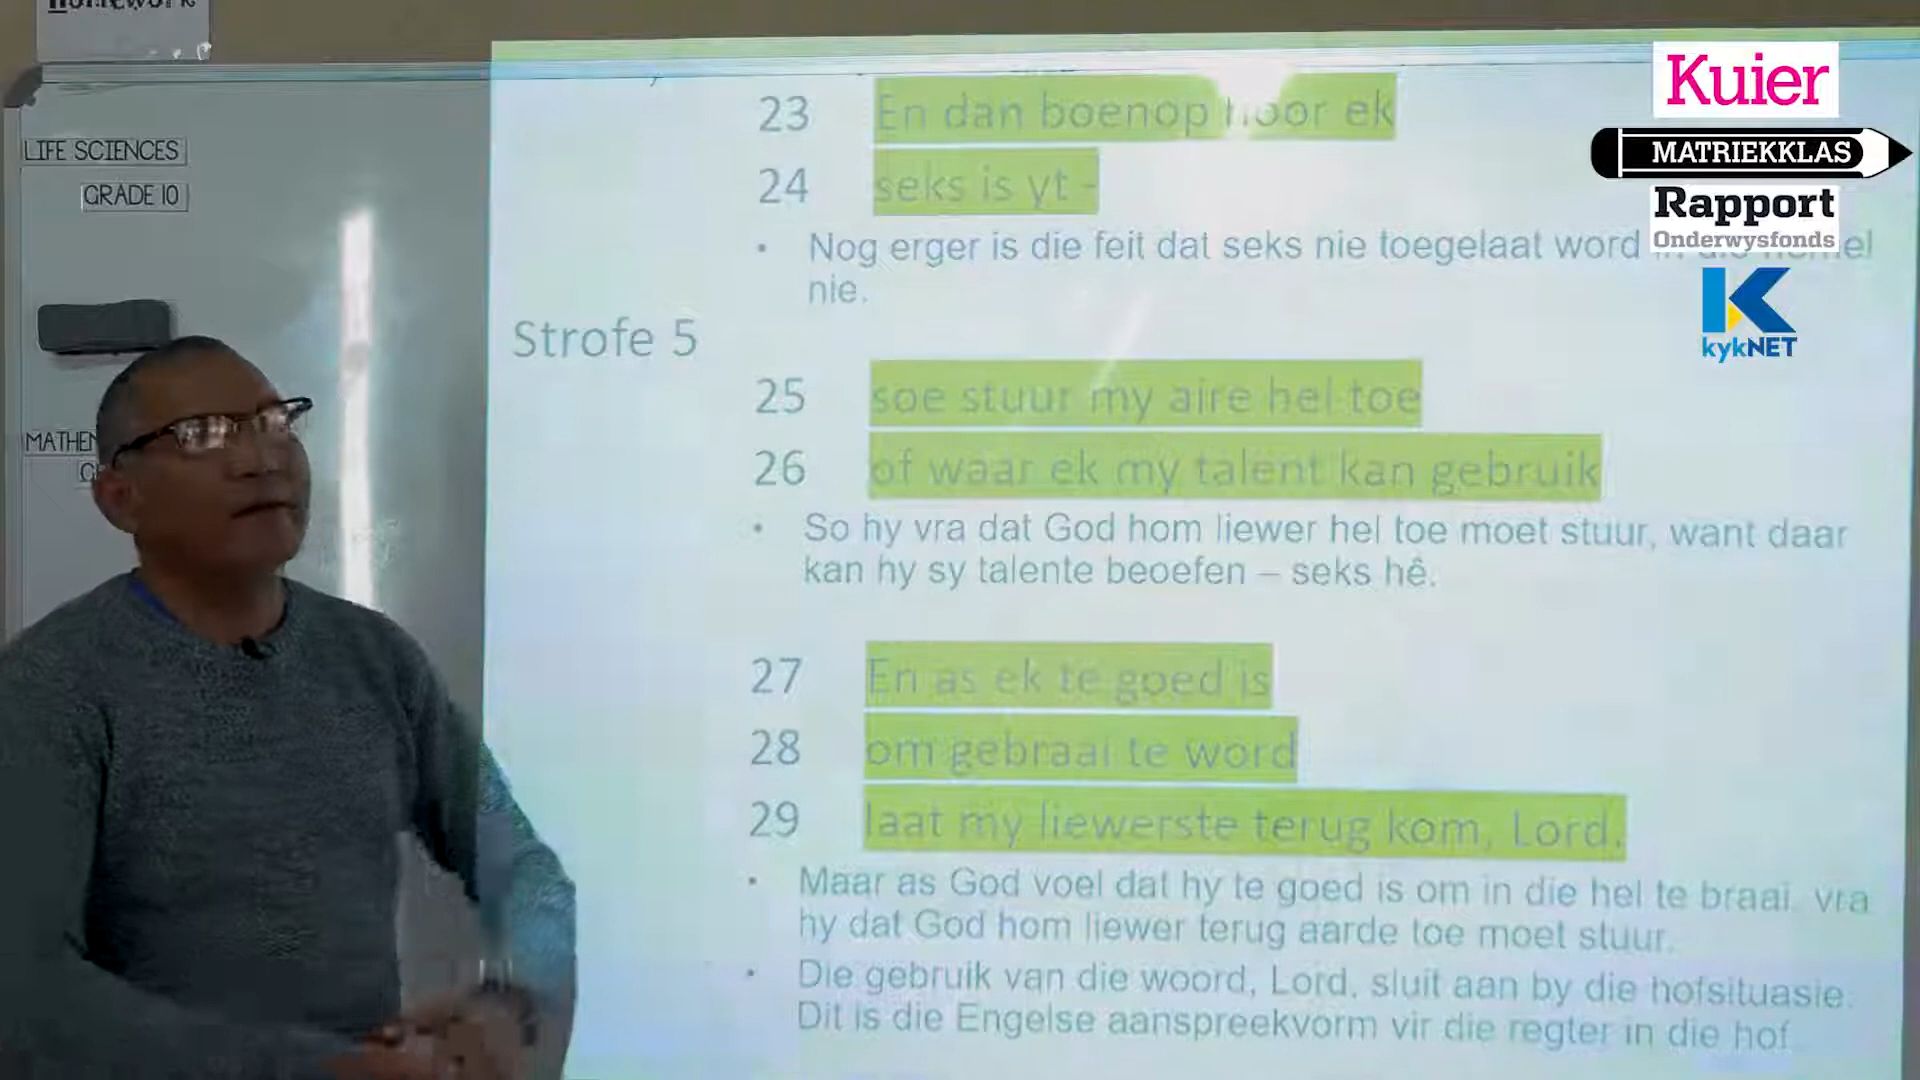 Homework
LIFE SCIENCES
GRADE 10
23 En dan boenop hoor ek
24 seks is yt -
• Nog erger is die feit dat seks nie toegelaat word
nie.
Strofe 5
25 soe stuur my aire hel toe
26 of waar ek my talent kan gebruik
• So hy vra dat God hom liewer hel toe moet stuur, want daar
kan hy sy talente beoefen – seks hê.
27 En as ek te goed is
28 om gebraai te word
29 laat my liewerste terug kom, Lord.
• Maar as God voel dat hy te goed is om in die hel te braai, vra
hy dat God hom liewer terug aarde toe moet stuur.
• Die gebruik van die woord, Lord, sluit aan by die hofsituasie.
Dit is die Engelse aanspreekvorm vir die regter in die hof
Kuier
MATRIEKKLAS
Rapport
Onderwysfonds
kykNET